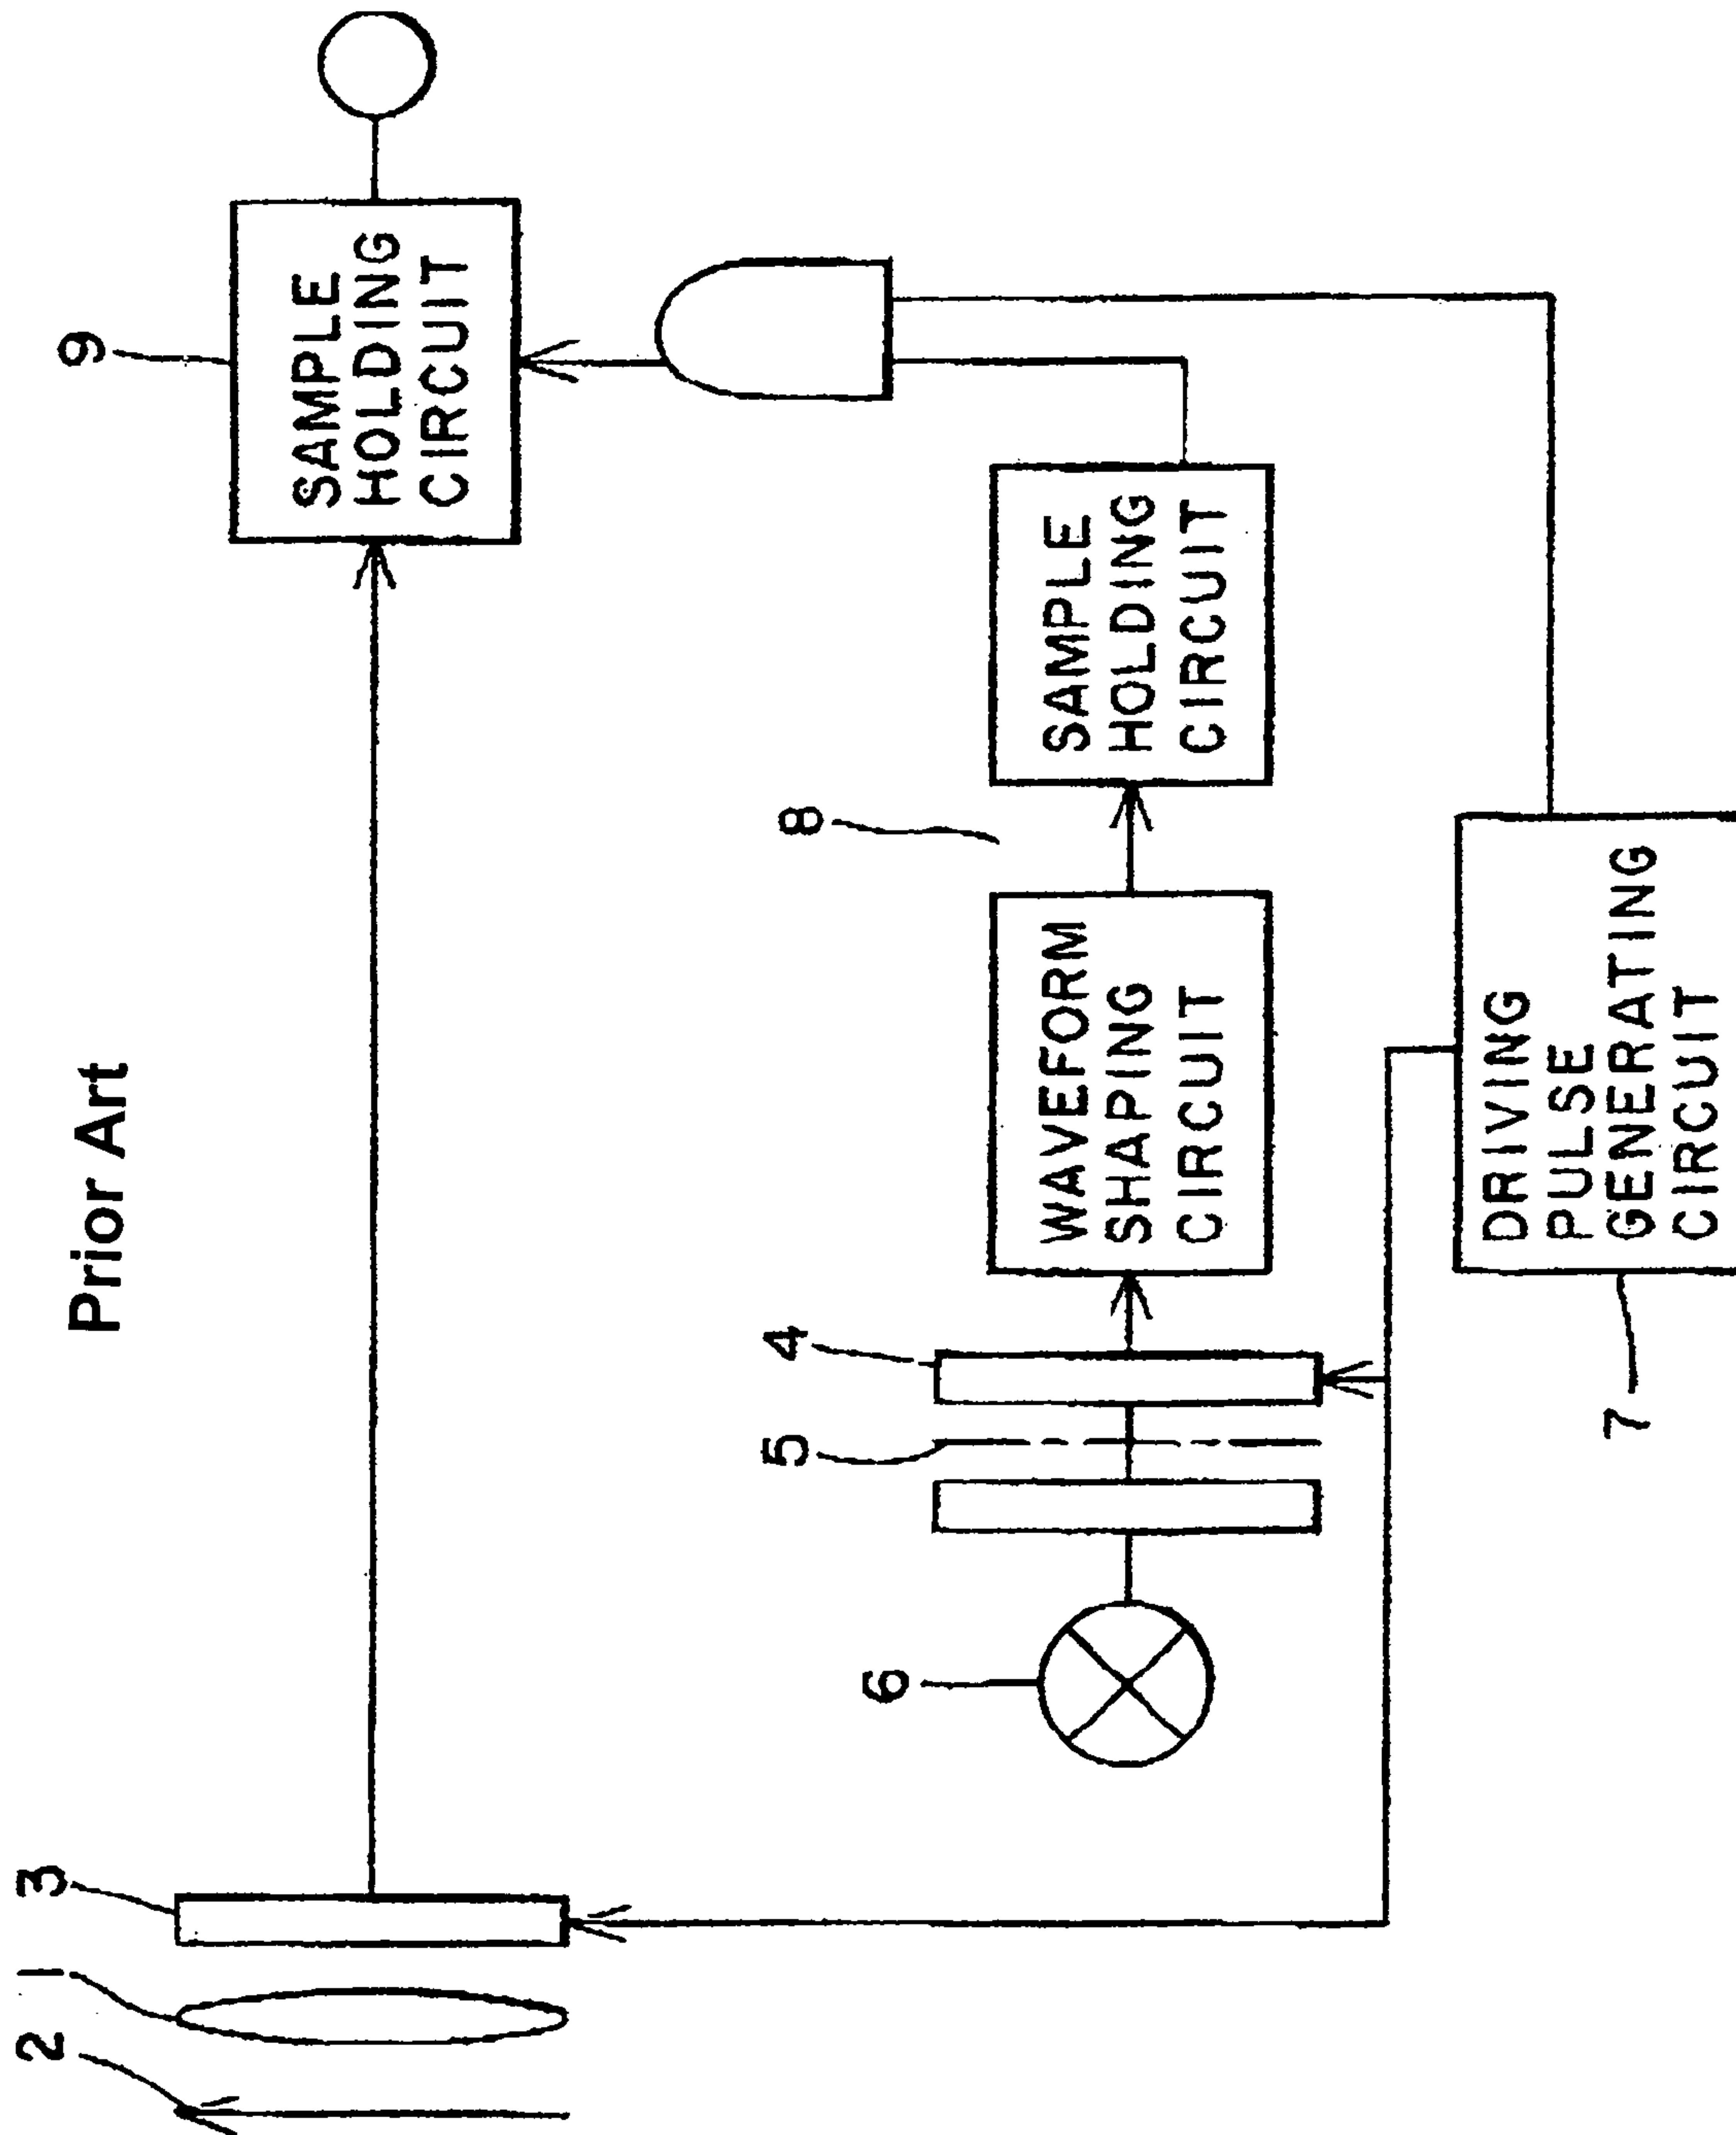 Prior Art
2
1
3
9
SAMPLE
HOLDING
CIRCUIT
6
5
4
8
WAVEFORM
SHAPING
CIRCUIT
SAMPLE
HOLDING
CIRCUIT
7
DRIVING
PULSE
GENERATING
CIRCUIT